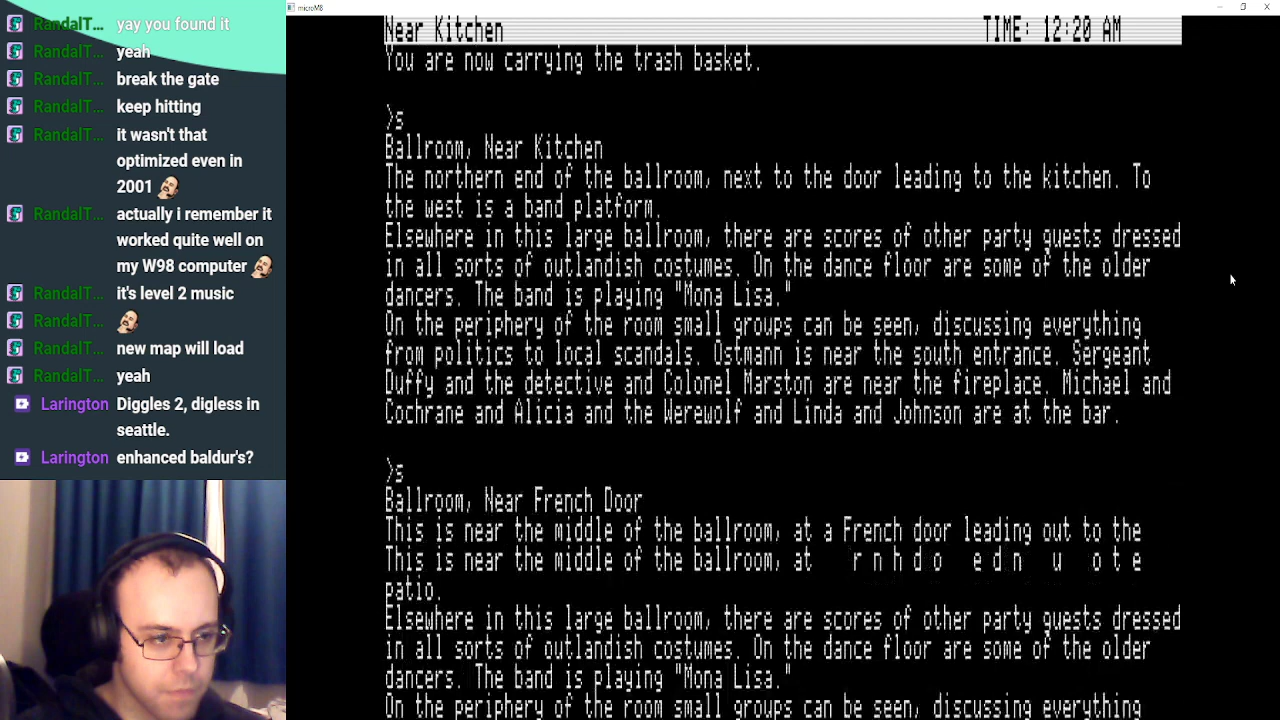 RandalT... yay you found it
RandalT... yeah
RandalT... break the gate
RandalT... keep hitting
RandalT... it wasn't that
optimized even in
2001
RandalT... actually i remember it
worked quite well on
my W98 computer
RandalT... it's level 2 music
RandalT...
RandalT... new map will load
RandalT... yeah
Larington Diggles 2, digless in
seattle.
Larington enhanced baldur's?
microM8
Near Kitchen TIME: 12:20 AM
You are now carrying the trash basket.
>s
Ballroom, Near Kitchen
The northern end of the ballroom, next to the door leading to the kitchen. To
the west is a band platform.
Elsewhere in this large ballroom, there are scores of other party guests dressed
in all sorts of outlandish costumes. On the dance floor are some of the older
dancers. The band is playing "Mona Lisa."
On the periphery of the room small groups can be seen, discussing everything
from politics to local scandals. Ostmann is near the south entrance. Sergeant
Duffy and the detective and Colonel Marston are near the fireplace. Michael and
Cochrane and Alicia and the Werewolf and Linda and Johnson are at the bar.
>s
Ballroom, Near French Door
This is near the middle of the ballroom, at a French door leading out to the
This is near the middle of the ballroom, at
patio.
Elsewhere in this large ballroom, there are scores of other party guests dressed
in all sorts of outlandish costumes. On the dance floor are some of the older
dancers. The band is playing "Mona Lisa."
On the periphery of the room small groups can be seen, discussing everything